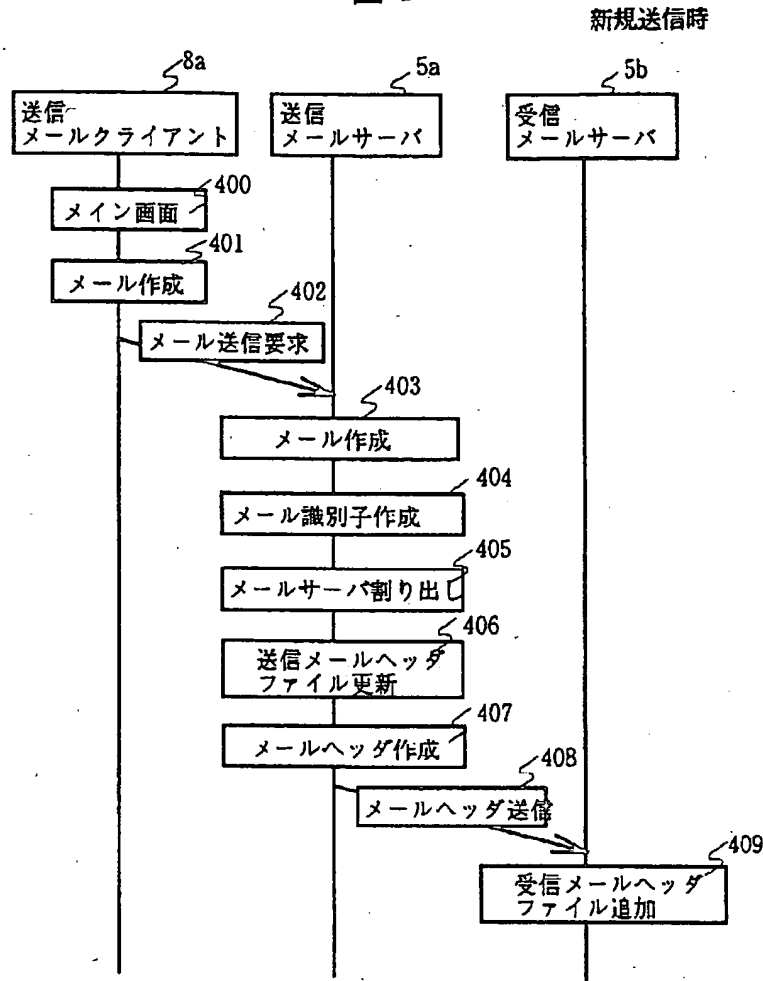 新規送信時
8a
5a
5b
送信
メールクライアント
送信
メールサーバ
受信
メールサーバ
400
メイン画面
401
メール作成
402
メール送信要求
403
メール作成
404
メール識別子作成
405
メールサーバ割り出し
406
送信メールヘッダ
ファイル更新
407
メールヘッダ作成
408
メールヘッダ送信
409
受信メールヘッダ
ファイル追加